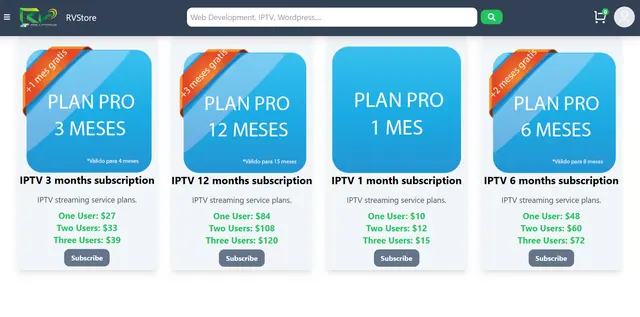 RVStore
Web Development, IPTV, Wordpress....
0
+1 mes gratis
PLAN PRO
3 MESES
*Válido para 4 meses
IPTV 3 months subscription
IPTV streaming service plans.
One User: $27
Two Users: $33
Three Users: $39
Subscribe
+3 meses gratis
PLAN PRO
12 MESES
*Válido para 15 meses
IPTV 12 months subscription
IPTV streaming service plans.
One User: $84
Two Users: $108
Three Users: $120
Subscribe
PLAN PRO
1 MES
IPTV 1 month subscription
IPTV streaming service plans.
One User: $10
Two Users: $12
Three Users: $15
Subscribe
+2 meses gratis
PLAN PRO
6 MESES
*Válido para 8 meses
IPTV 6 months subscription
IPTV streaming service plans.
One User: $48
Two Users: $60
Three Users: $72
Subscribe